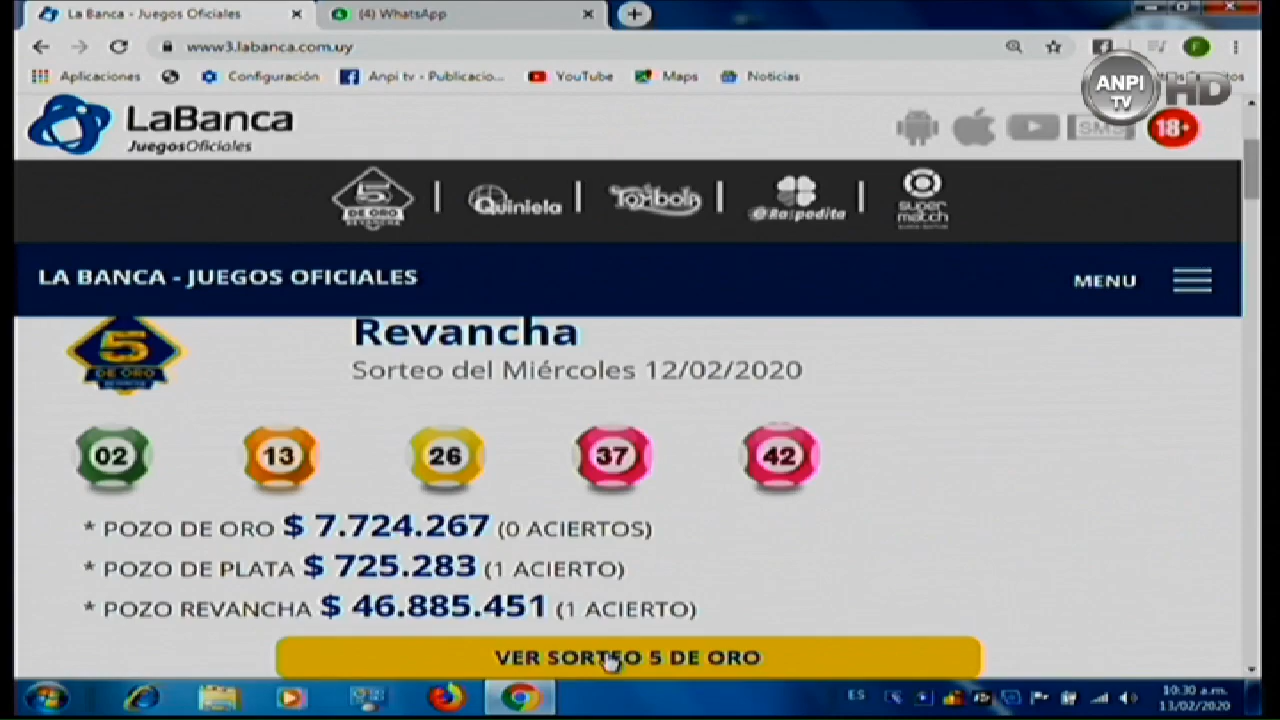 La Banca - Juegos Oficiales
(4) WhatsApp
www3.labanca.com.uy
Aplicaciones
Configuración
Anpi tv - Publicacio...
YouTube
Maps
Noticias
ANPI
TV
HD
LaBanca
JuegosOficiales
SMS
18+
5
DE ORO
REVANCHA
Quiniela
Tómbola
Raspadita
super
match
LA BANCA - JUEGOS OFICIALES
MENU
5
DE ORO
REVANCHA
Revancha
Sorteo del Miércoles 12/02/2020
02 13 26 37 42
* POZO DE ORO $ 7.724.267 (0 ACIERTOS)
* POZO DE PLATA $ 725.283 (1 ACIERTO)
* POZO REVANCHA $ 46.885.451 (1 ACIERTO)
VER SORTEO 5 DE ORO
ES
10:30 a.m.
13/02/2020